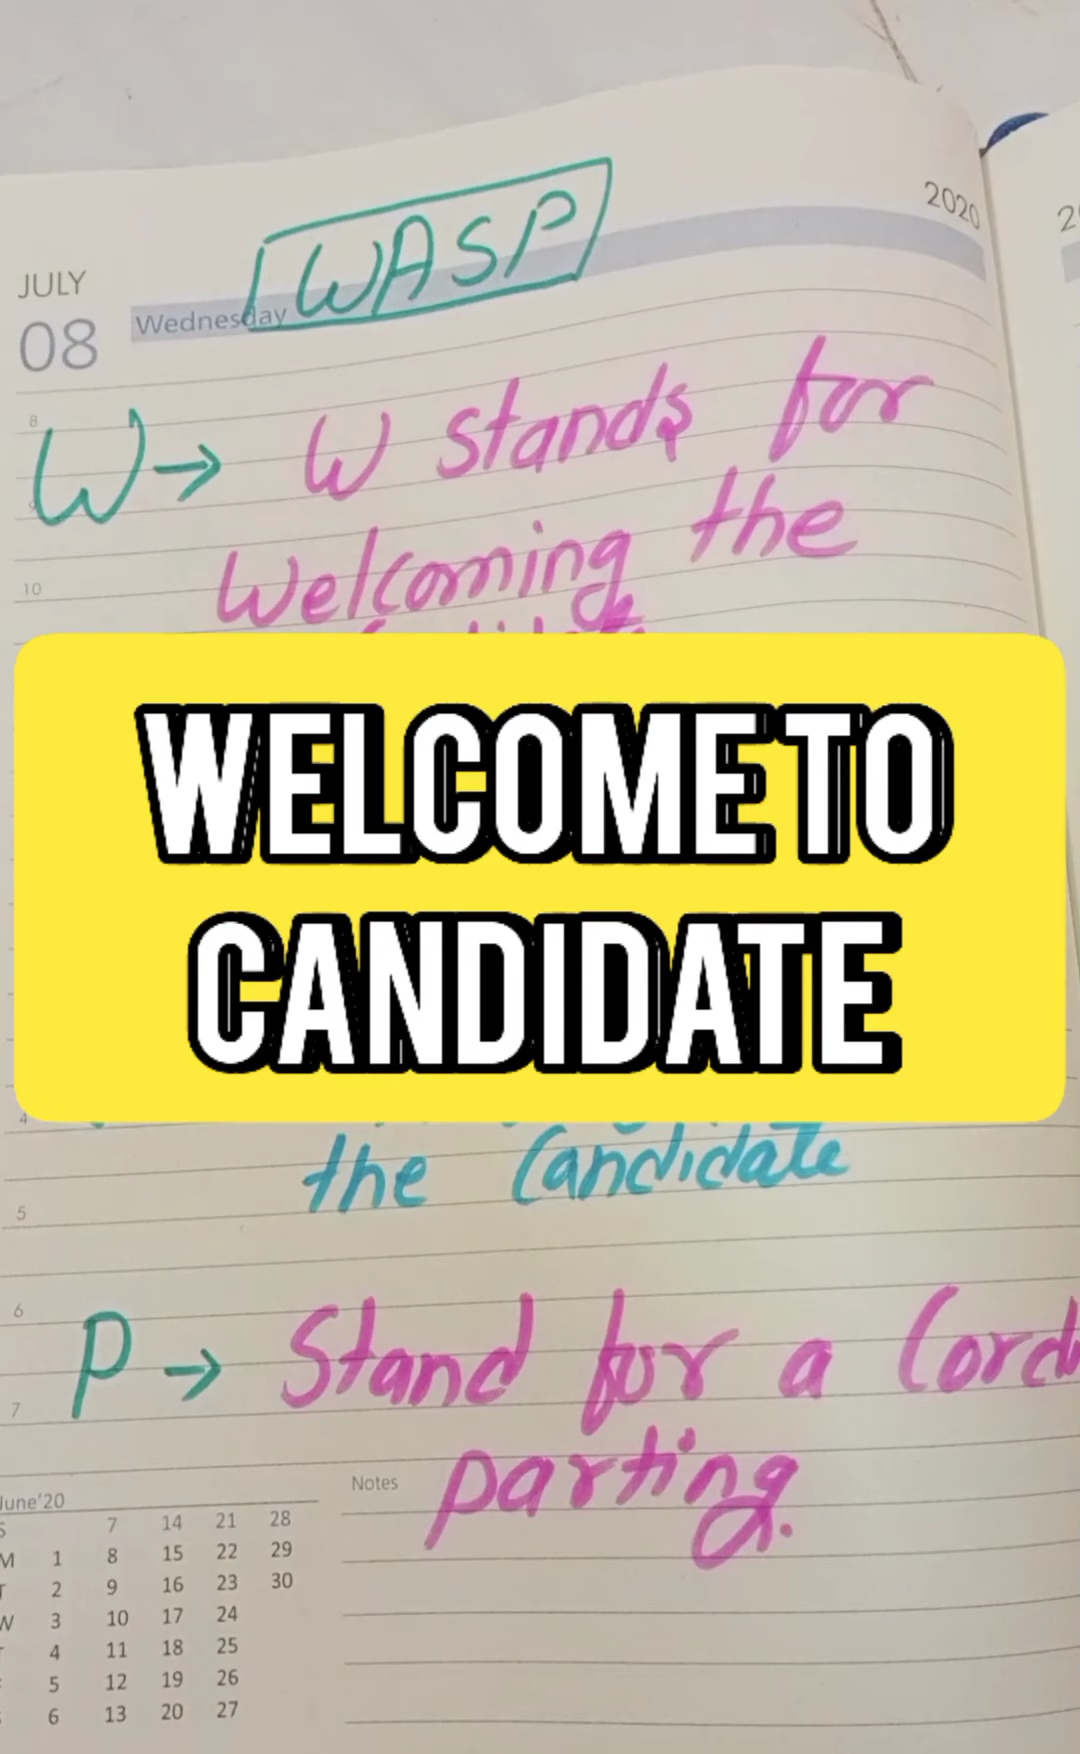 2020
WASP
JULY
08 Wednesday
8
W → W stands for
9
Welcoming the
10
WELCOME TO
CANDIDATE
4
the Candidate
5
6
P → Stand for a Cord
7
parting.
June'20
Notes
S 7 14 21 28
M 1 8 15 22 29
T 2 9 16 23 30
W 3 10 17 24
T 4 11 18 25
5 12 19 26
6 13 20 27